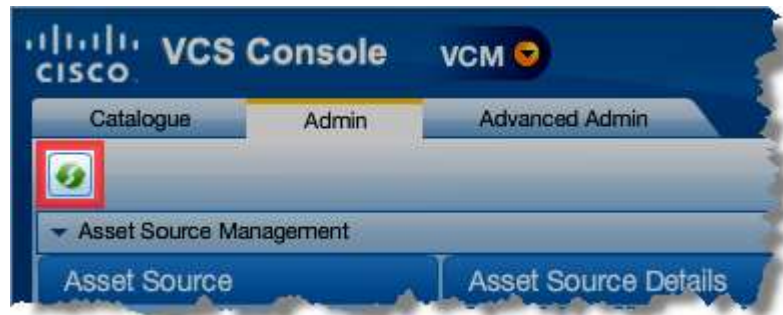 CISCO VCS Console VCM
Catalogue Admin Advanced Admin
Asset Source Management
Asset Source Asset Source Details